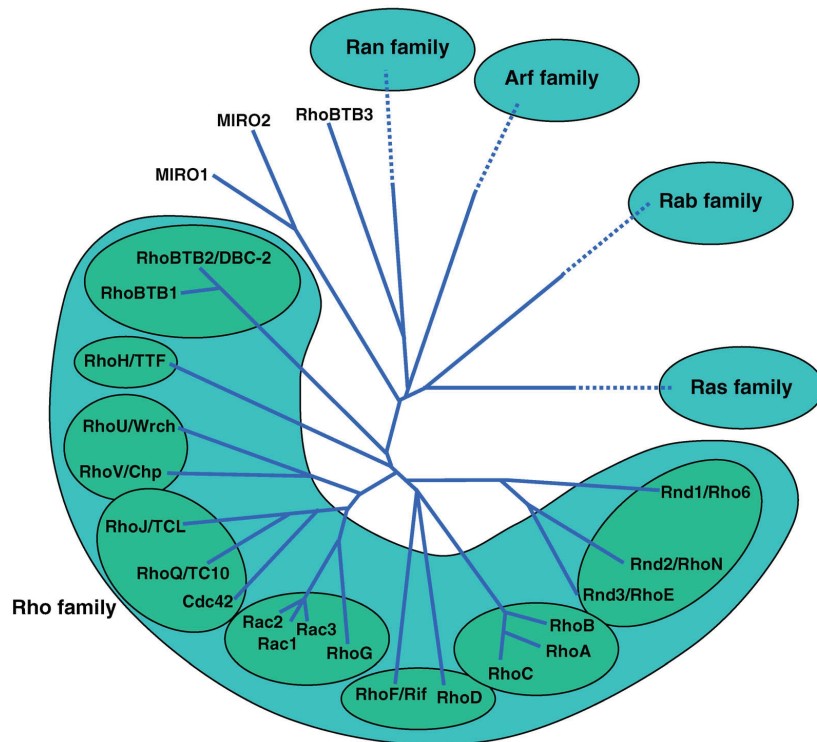 Ran family
Arf family
MIRO2
RhoBTB3
MIRO1
Rab family
RhoBTB2/DBC-2
RhoBTB1
RhoH/TTF
Ras family
RhoU/Wrch
RhoV/Chp
Rnd1/Rho6
RhoJ/TCL
RhoQ/TC10
Rnd2/RhoN
Cdc42
Rnd3/RhoE
Rho family
Rac2
Rac3
Rac1
RhoG
RhoB
RhoA
RhoC
RhoF/Rif
RhoD